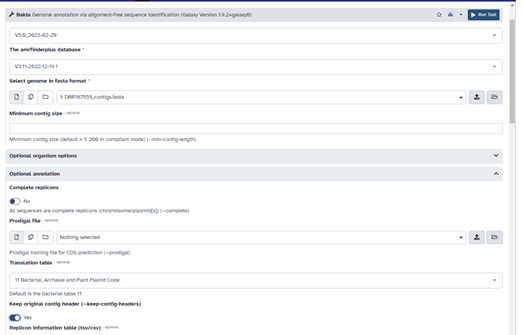 Bakta Genome annotation via alignment-free sequence identification (Galaxy Version 1.9.2+galaxy0)
Run Tool
V5.0_2023-02-20
The amrfinderplus database *
V3.11-2022-12-19.1
Select genome in fasta format *
1: DRR187559_contigs.fasta
Minimum contig size - optional
Minimum contig size (default = 1; 200 in compliant mode) (--min-contig-length)
Optional organism options
Optional annotation
Complete replicons
No
All sequences are complete replicons (chromosome/plasmid[s]) (--complete)
Prodigal file - optional
Nothing selected
Prodigal training file for CDS prediction (--prodigal)
Translation table - optional
11 Bacterial, Archaeal and Plant Plastid Code
Default is the bacterial table 11
Keep original contig header (--keep-contig-headers)
Yes
Replicon information table (tsv/csv) - optional